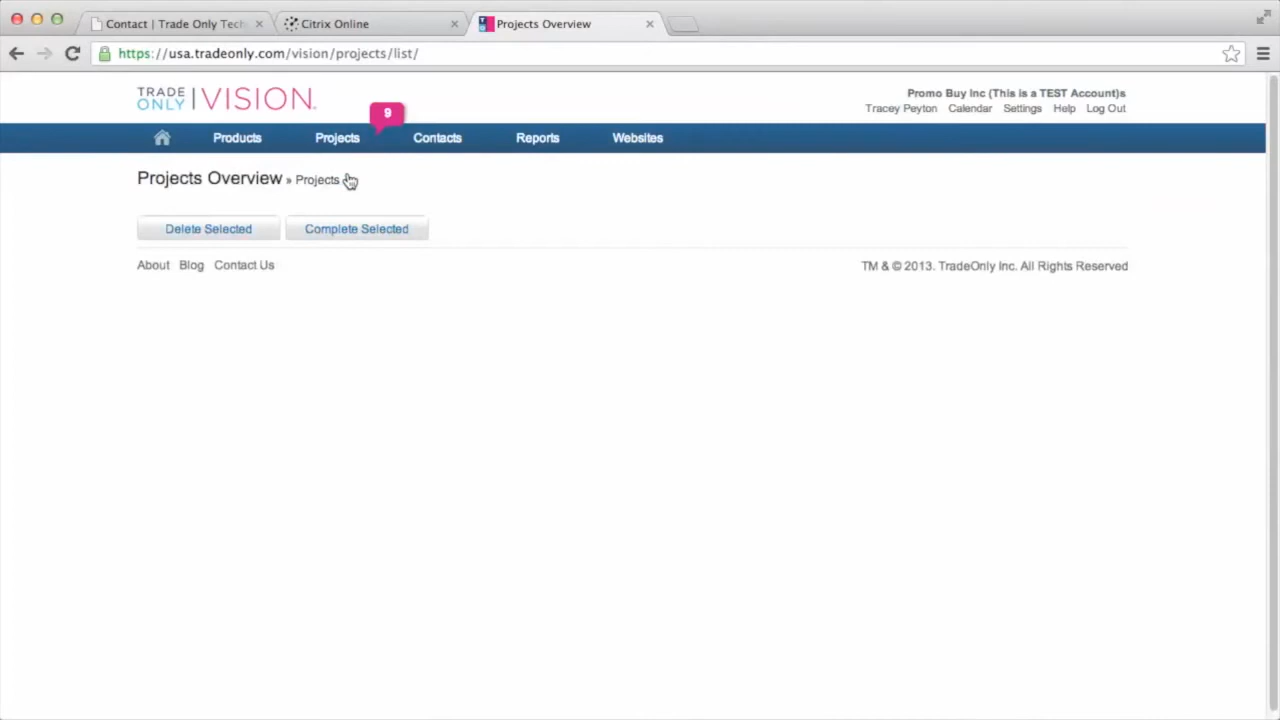 Contact | Trade Only Tech
Citrix Online
Projects Overview
https://usa.tradeonly.com/vision/projects/list/
TRADE ONLY | VISION
Promo Buy Inc (This is a TEST Account)s
Tracey Peyton Calendar Settings Help Log Out
9
Products Projects Contacts Reports Websites
Projects Overview » Projects
Delete Selected Complete Selected
About Blog Contact Us
TM & © 2013. TradeOnly Inc. All Rights Reserved